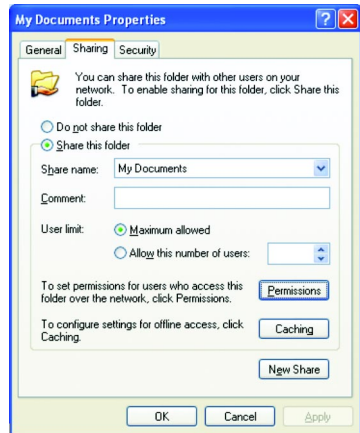 My Documents Properties
General Sharing Security
You can share this folder with other users on your
network. To enable sharing for this folder, click Share this
folder.
Do not share this folder
Share this folder
Share name: My Documents
Comment:
User limit: Maximum allowed
Allow this number of users:
To set permissions for users who access this
folder over the network, click Permissions.
Permissions
To configure settings for offline access, click
Caching.
Caching
New Share
OK Cancel Apply